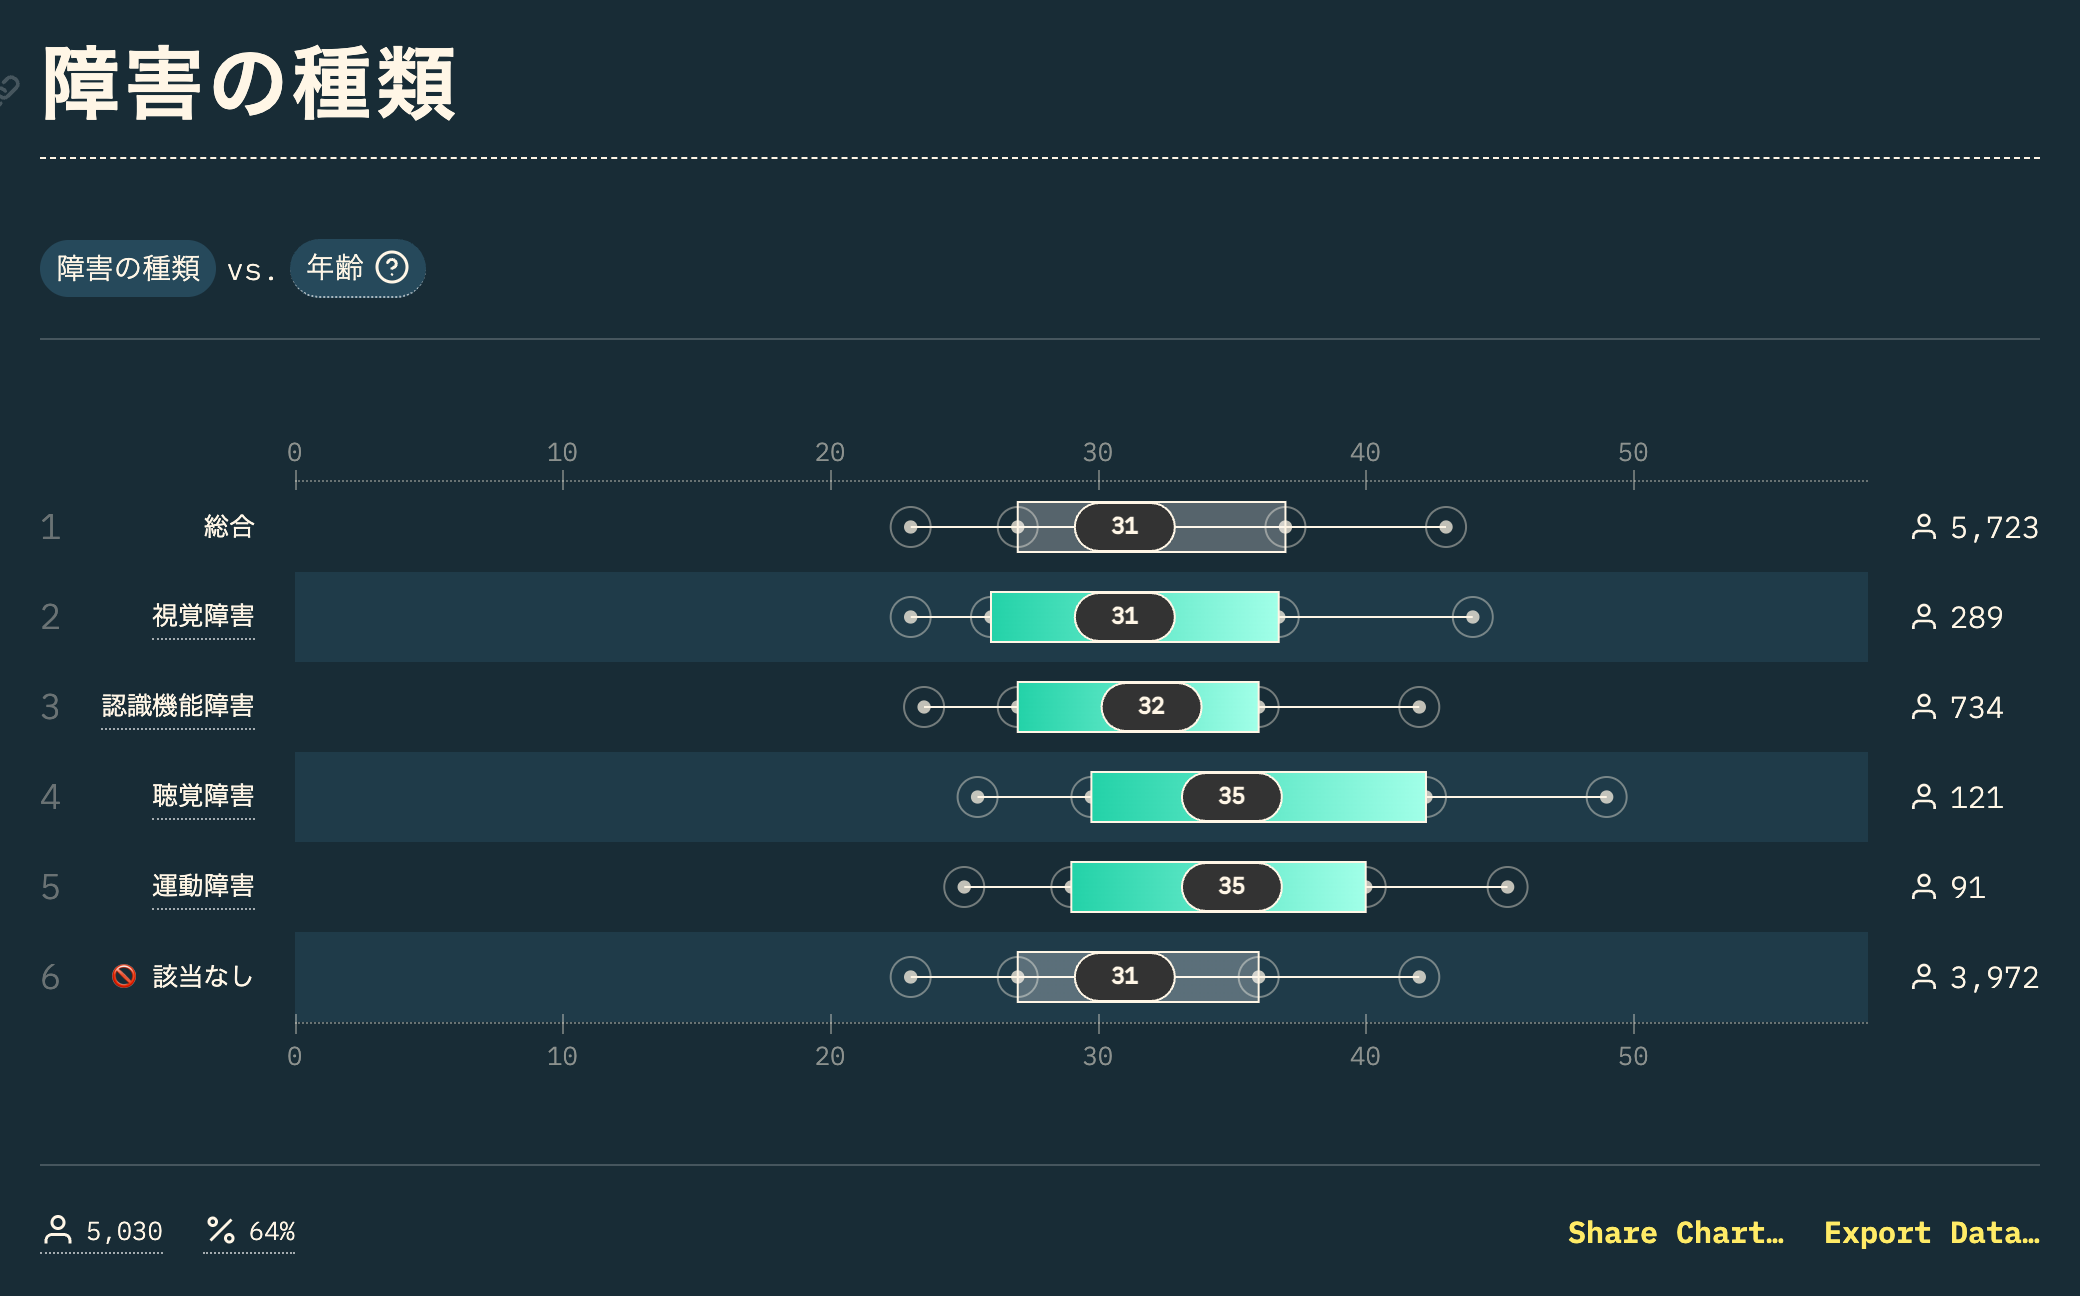 障害の種類
障害の種類 vs. 年齢
0 10 20 30 40 50
1 総合 31 5,723
2 視覚障害 31 289
3 認識機能障害 32 734
4 聴覚障害 35 121
5 運動障害 35 91
6 該当なし 31 3,972
0 10 20 30 40 50
5,030 64% Share Chart… Export Data…